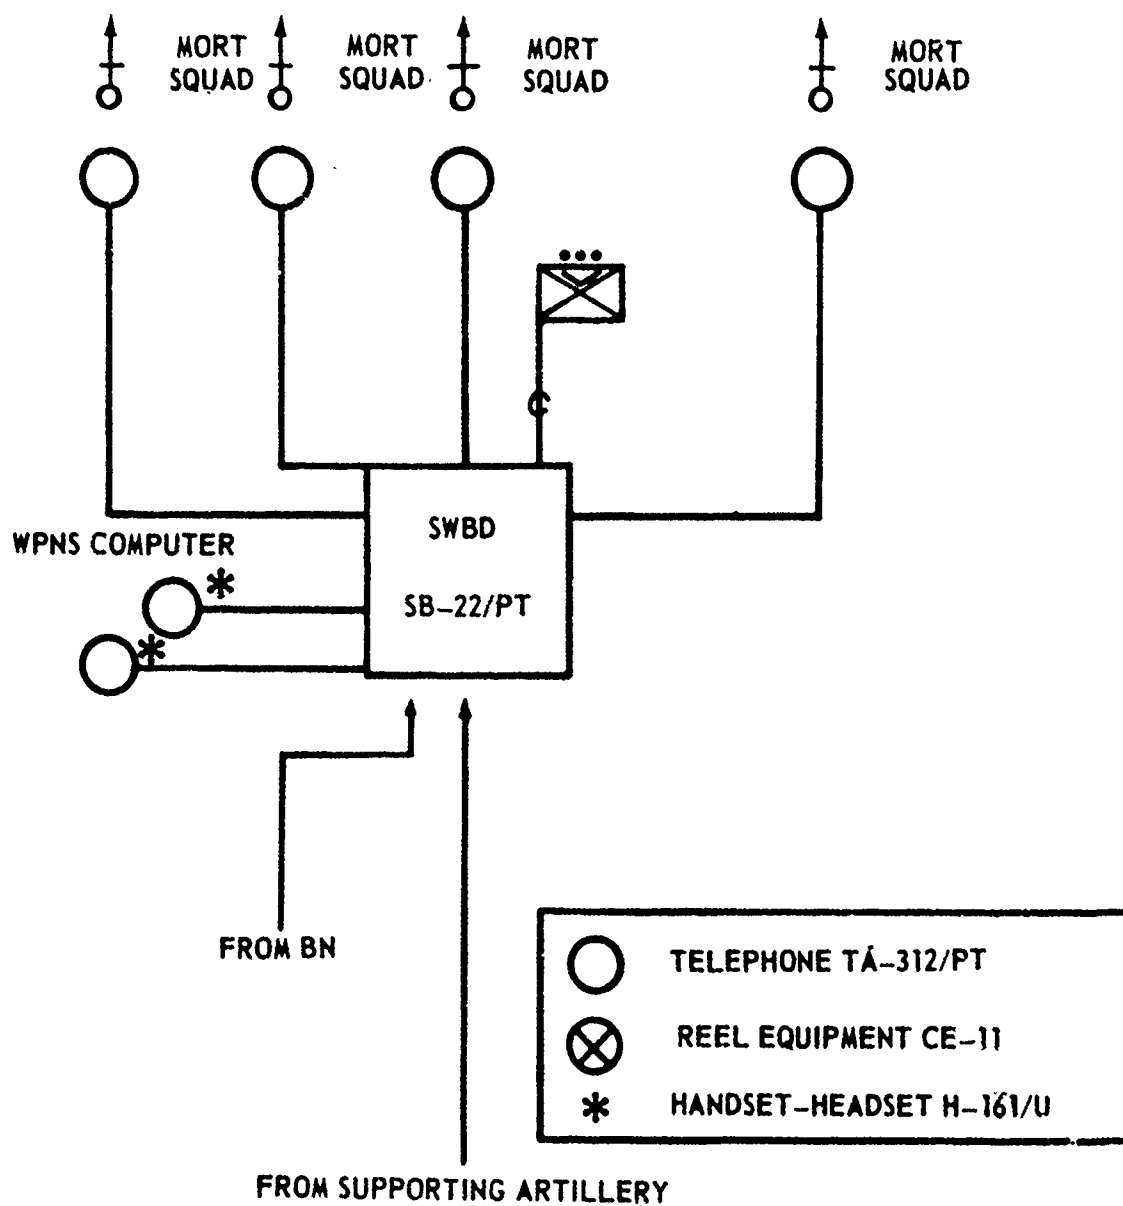 MORT
SQUAD
MORT
SQUAD
MORT
SQUAD
MORT
SQUAD
SWBD
WPNS COMPUTER
SB-22/PT
FROM BN
TELEPHONE TA-312/PT
REEL EQUIPMENT CE-11
HANDSET-HEADSET H-161/U
FROM SUPPORTING ARTILLERY